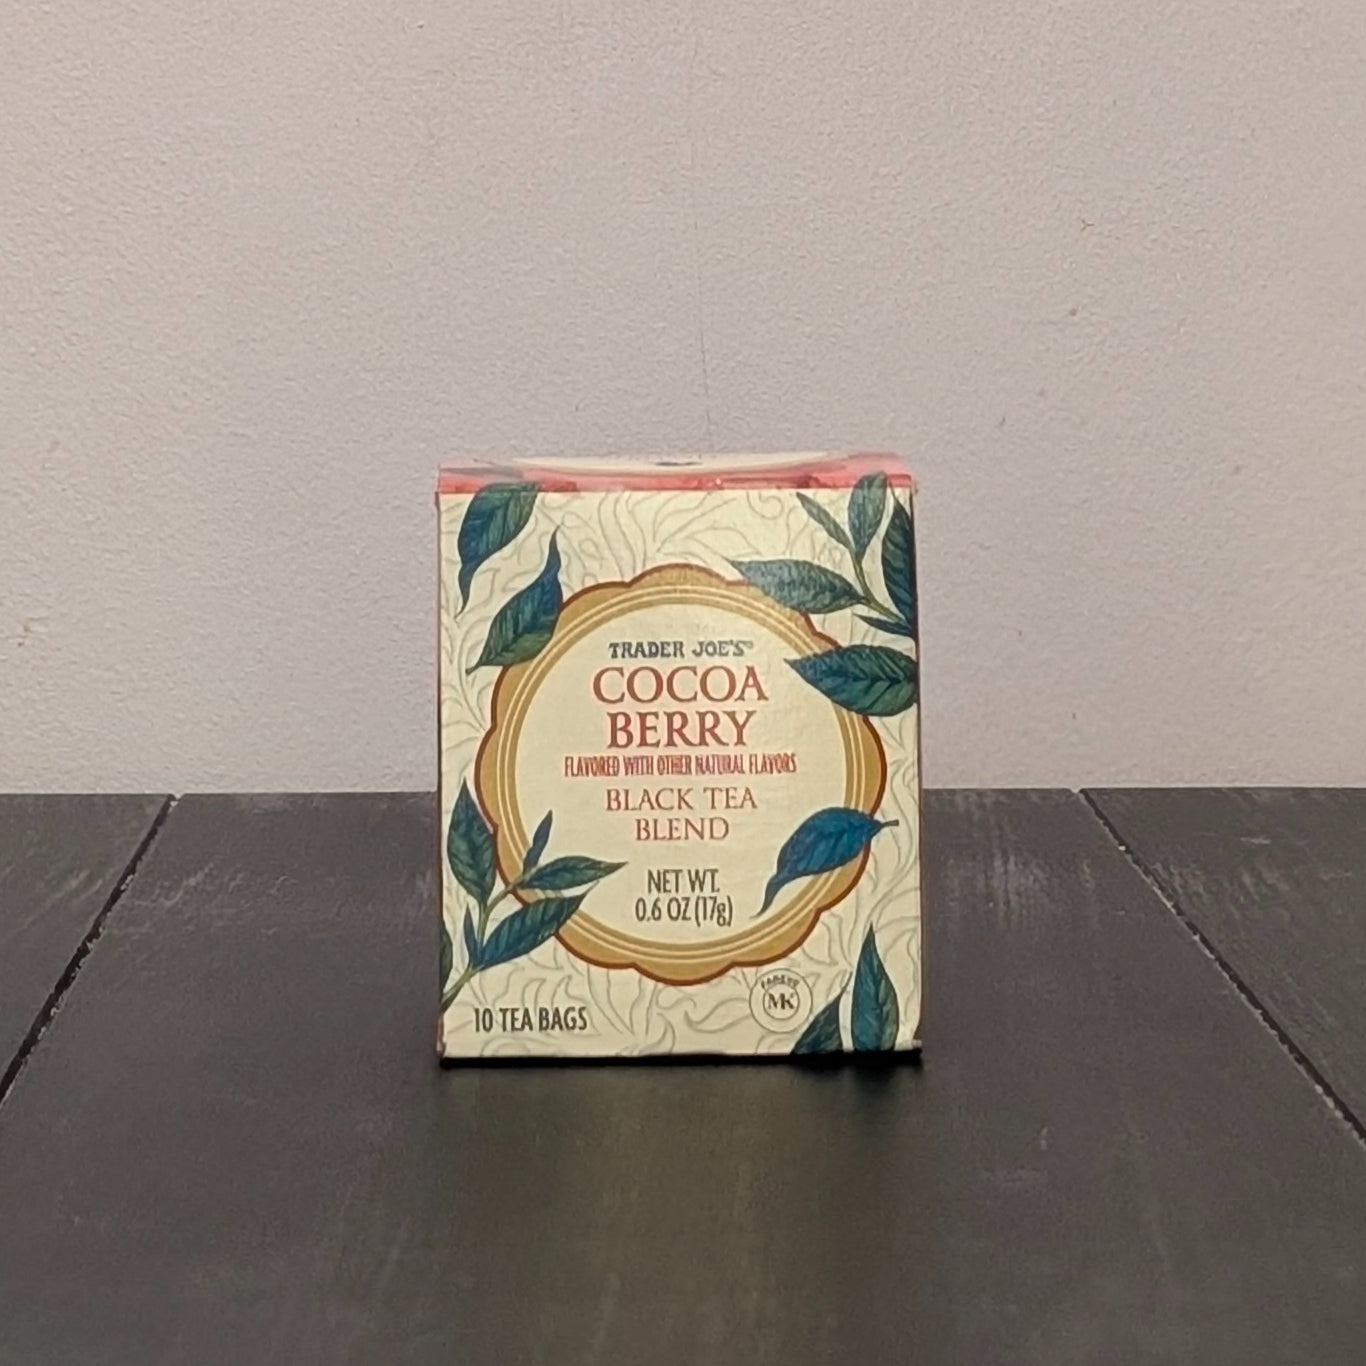 TRADER JOE'S®
COCOA
BERRY
FLAVORED WITH OTHER NATURAL FLAVORS
BLACK TEA
BLEND
NET WT.
0.6 OZ (17g)
10 TEA BAGS
PAREVE
MK